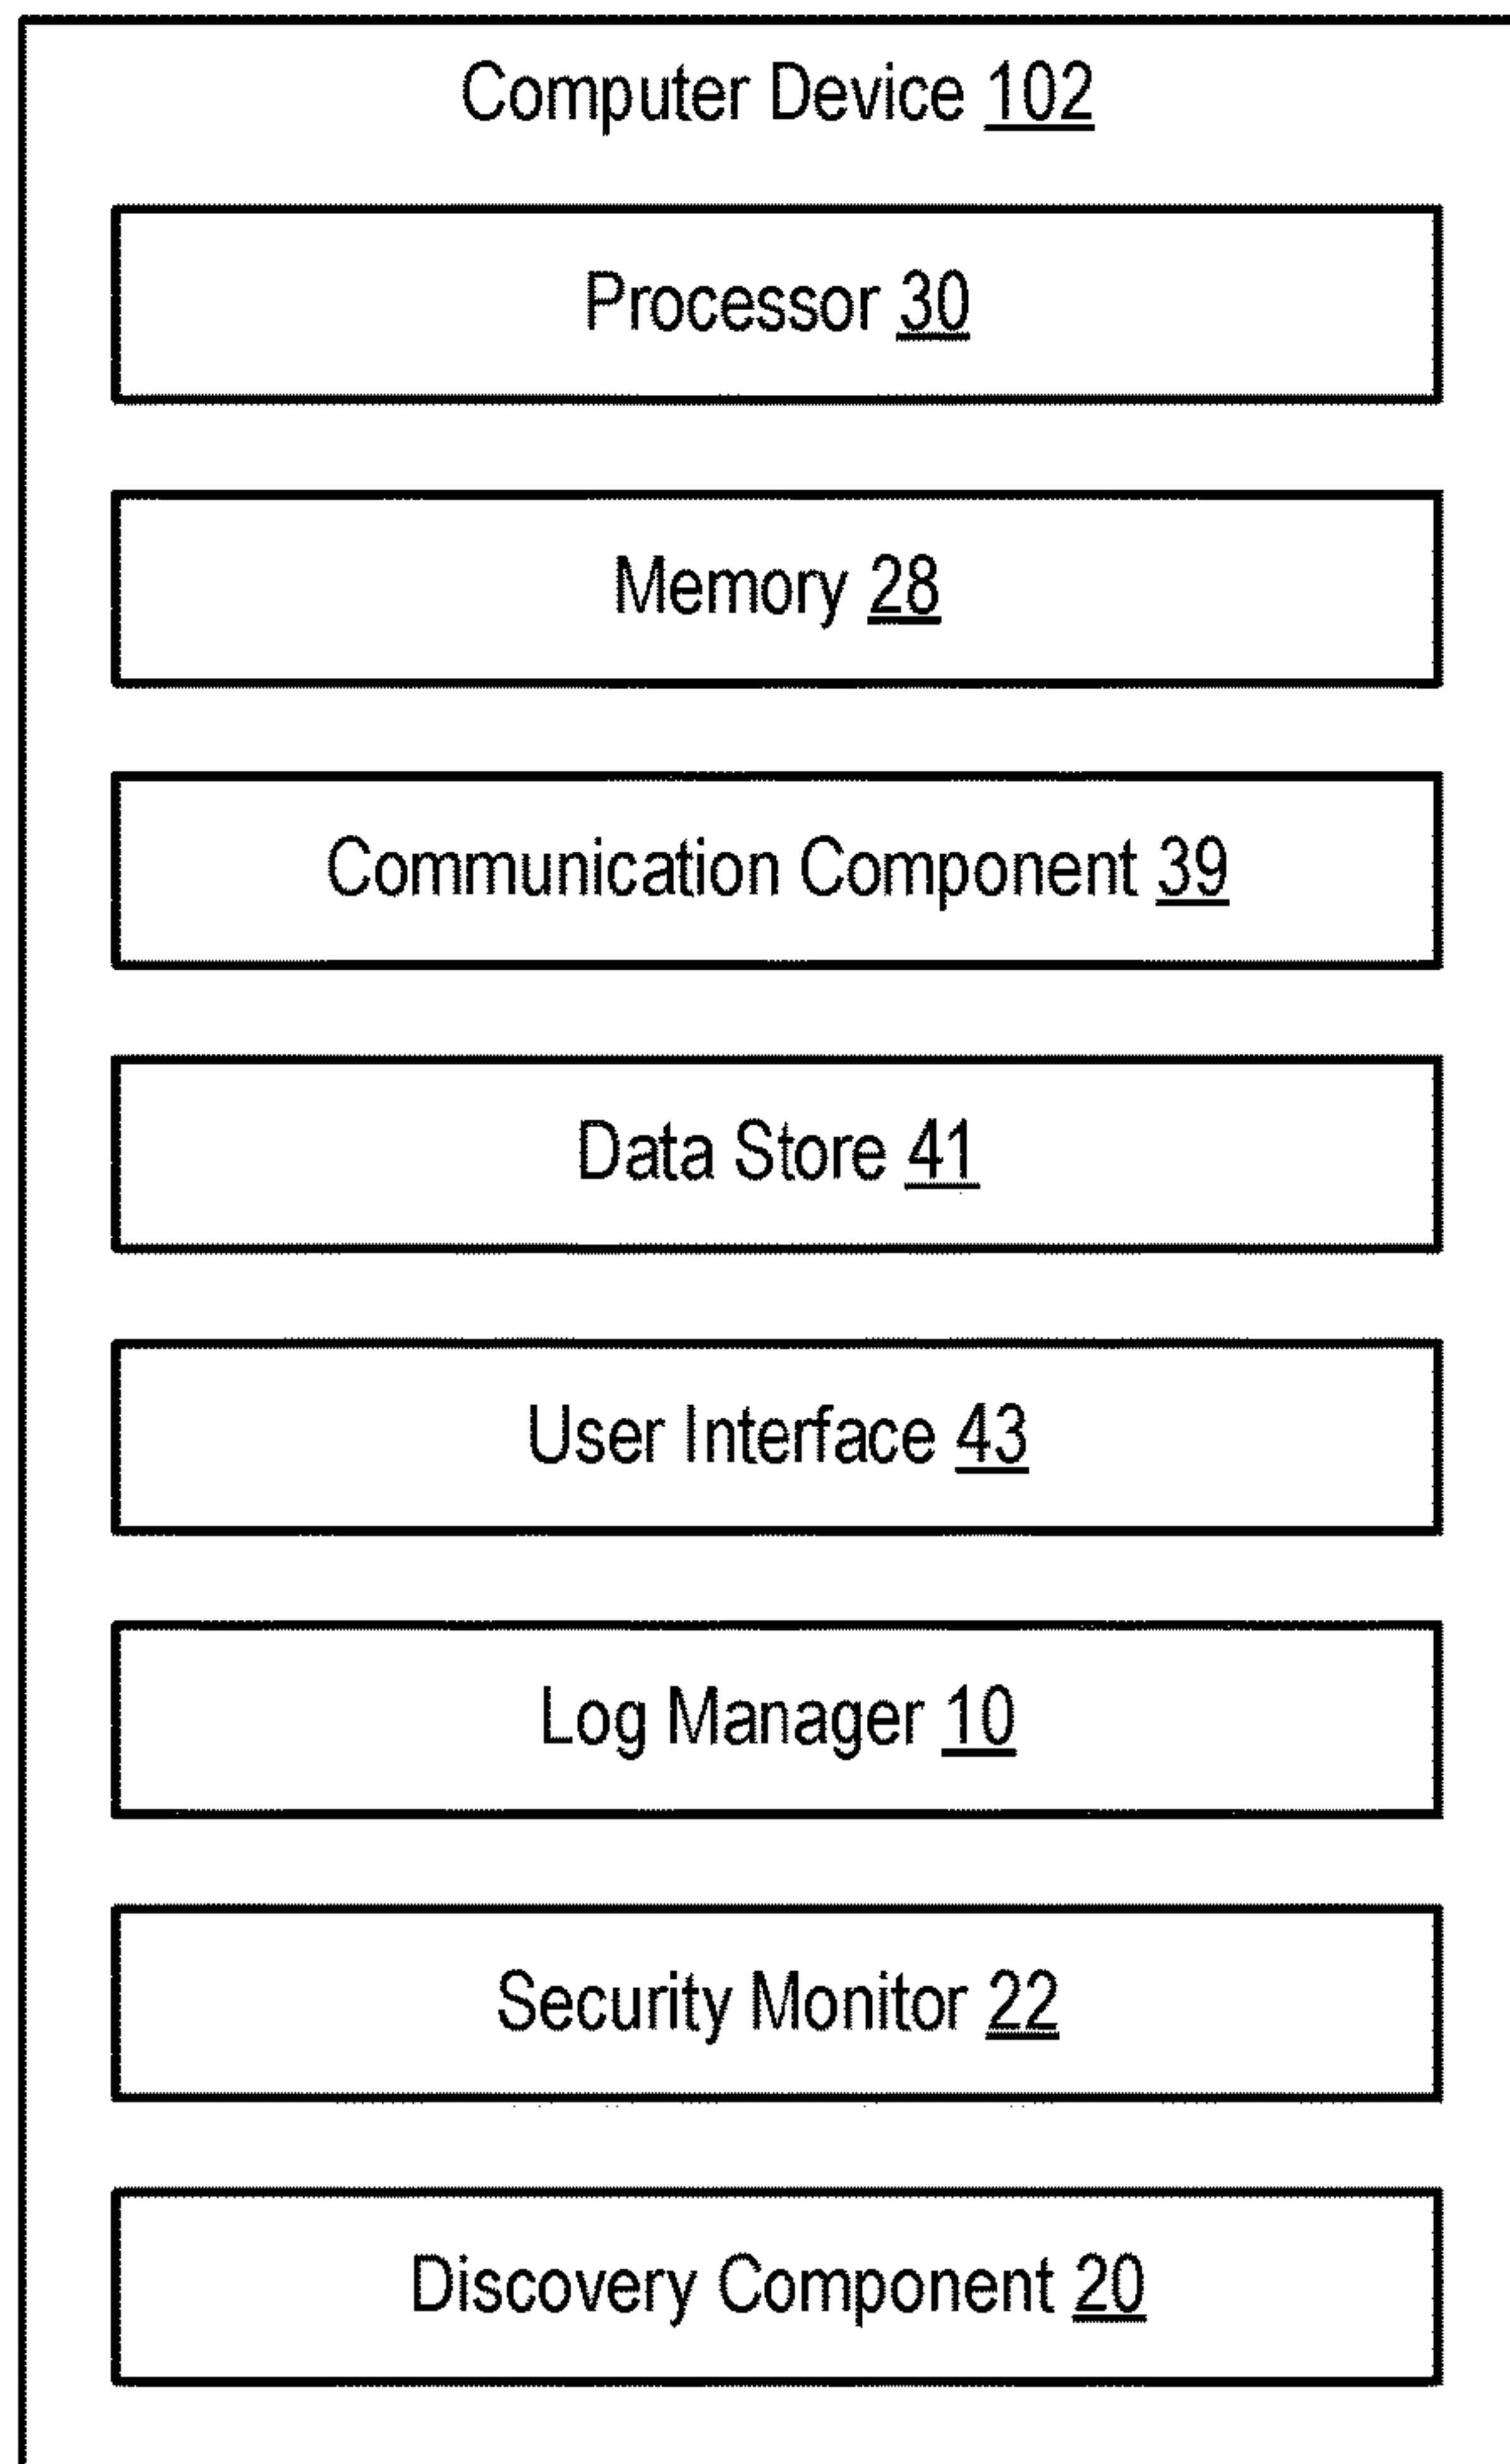 Computer Device 102
Processor 30
Memory 28
Communication Component 39
Data Store 41
User Interface 43
Log Manager 10
Security Monitor 22
Discovery Component 20